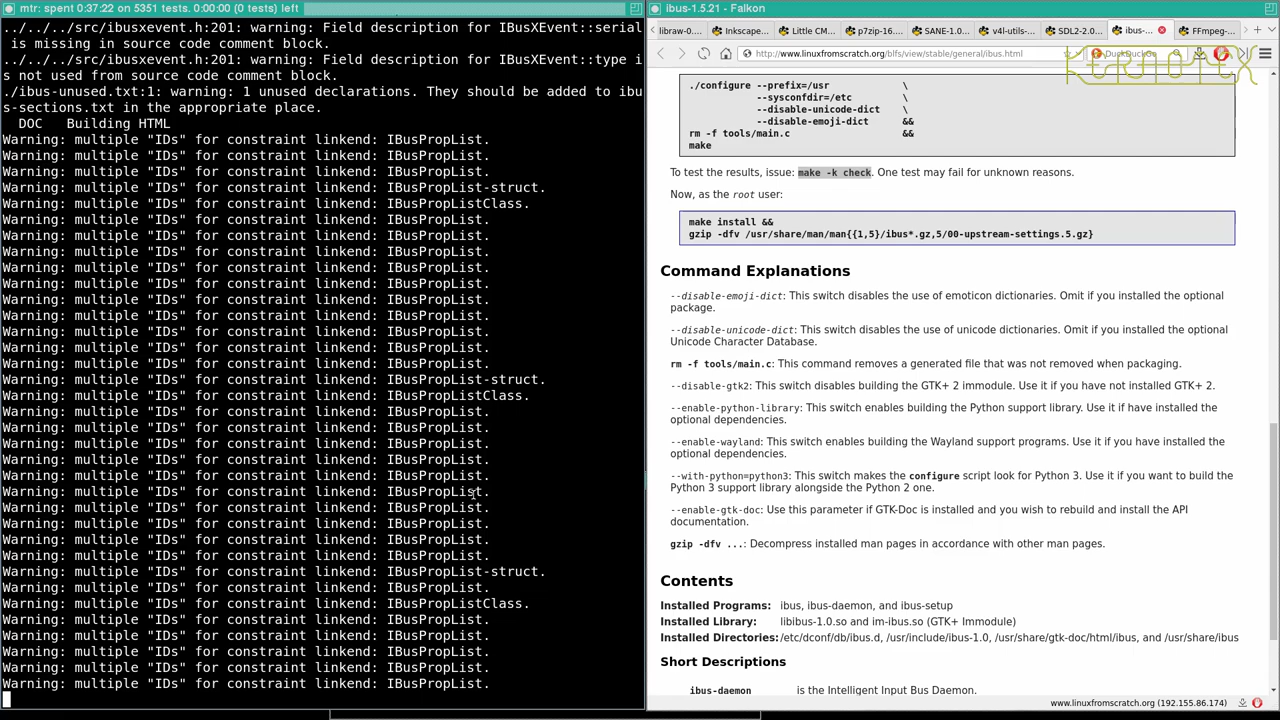 mtr: spent 0:37:22 on 5351 tests. 0:00:00 (0 tests) left
../../../src/ibusxevent.h:201: warning: Field description for IBusXEvent::serial
 is missing in source code comment block.
../../../src/ibusxevent.h:201: warning: Field description for IBusXEvent::type i
s not used from source code comment block.
./ibus-unused.txt:1: warning: 1 unused declarations. They should be added to ibu
s-sections.txt in the appropriate place.
  DOC   Building HTML
Warning: multiple "IDs" for constraint linkend: IBusPropList.
Warning: multiple "IDs" for constraint linkend: IBusPropList.
Warning: multiple "IDs" for constraint linkend: IBusPropList.
Warning: multiple "IDs" for constraint linkend: IBusPropList-struct.
Warning: multiple "IDs" for constraint linkend: IBusPropListClass.
Warning: multiple "IDs" for constraint linkend: IBusPropList.
Warning: multiple "IDs" for constraint linkend: IBusPropList.
Warning: multiple "IDs" for constraint linkend: IBusPropList.
Warning: multiple "IDs" for constraint linkend: IBusPropList.
Warning: multiple "IDs" for constraint linkend: IBusPropList.
Warning: multiple "IDs" for constraint linkend: IBusPropList.
Warning: multiple "IDs" for constraint linkend: IBusPropList.
Warning: multiple "IDs" for constraint linkend: IBusPropList.
Warning: multiple "IDs" for constraint linkend: IBusPropList.
Warning: multiple "IDs" for constraint linkend: IBusPropList.
Warning: multiple "IDs" for constraint linkend: IBusPropList-struct.
Warning: multiple "IDs" for constraint linkend: IBusPropListClass.
Warning: multiple "IDs" for constraint linkend: IBusPropList.
Warning: multiple "IDs" for constraint linkend: IBusPropList.
Warning: multiple "IDs" for constraint linkend: IBusPropList.
Warning: multiple "IDs" for constraint linkend: IBusPropList.
Warning: multiple "IDs" for constraint linkend: IBusPropList.
Warning: multiple "IDs" for constraint linkend: IBusPropList.
Warning: multiple "IDs" for constraint linkend: IBusPropList.
Warning: multiple "IDs" for constraint linkend: IBusPropList.
Warning: multiple "IDs" for constraint linkend: IBusPropList.
Warning: multiple "IDs" for constraint linkend: IBusPropList.
Warning: multiple "IDs" for constraint linkend: IBusPropList-struct.
Warning: multiple "IDs" for constraint linkend: IBusPropList.
Warning: multiple "IDs" for constraint linkend: IBusPropListClass.
Warning: multiple "IDs" for constraint linkend: IBusPropList.
Warning: multiple "IDs" for constraint linkend: IBusPropList.
Warning: multiple "IDs" for constraint linkend: IBusPropList.
Warning: multiple "IDs" for constraint linkend: IBusPropList.
Warning: multiple "IDs" for constraint linkend: IBusPropList.
ibus-1.5.21 - Falkon
libraw-0.... Inkscape... Little CM... p7zip-16.... SANE-1.0... v4l-utils-... SDL2-2.0... ibus-... FFmpeg-...
http://www.linuxfromscratch.org/blfs/view/stable/general/ibus.html
KERNOTEX
./configure --prefix=/usr \
--sysconfdir=/etc \
--disable-unicode-dict \
--disable-emoji-dict &&
rm -f tools/main.c &&
make
To test the results, issue: make -k check. One test may fail for unknown reasons.
Now, as the root user:
make install &&
gzip -dfv /usr/share/man/man{{1,5}/ibus*.gz,5/00-upstream-settings.5.gz}
Command Explanations
--disable-emoji-dict: This switch disables the use of emoticon dictionaries. Omit if you installed the optional
package.
--disable-unicode-dict: This switch disables the use of unicode dictionaries. Omit if you installed the optional
Unicode Character Database.
rm -f tools/main.c: This command removes a generated file that was not removed when packaging.
--disable-gtk2: This switch disables building the GTK+ 2 immodule. Use it if you have not installed GTK+ 2.
--enable-python-library: This switch enables building the Python support library. Use it if have installed the
optional dependencies.
--enable-wayland: This switch enables building the Wayland support programs. Use it if you have installed the
optional dependencies.
--with-python=python3: This switch makes the configure script look for Python 3. Use it if you want to build the
Python 3 support library alongside the Python 2 one.
--enable-gtk-doc: Use this parameter if GTK-Doc is installed and you wish to rebuild and install the API
documentation.
gzip -dfv ...: Decompress installed man pages in accordance with other man pages.
Contents
Installed Programs: ibus, ibus-daemon, and ibus-setup
Installed Library: libibus-1.0.so and im-ibus.so (GTK+ Immodule)
Installed Directories: /etc/dconf/db/ibus.d, /usr/include/ibus-1.0, /usr/share/gtk-doc/html/ibus, and /usr/share/ibus
Short Descriptions
ibus-daemon is the Intelligent Input Bus Daemon.
www.linuxfromscratch.org (192.155.86.174)